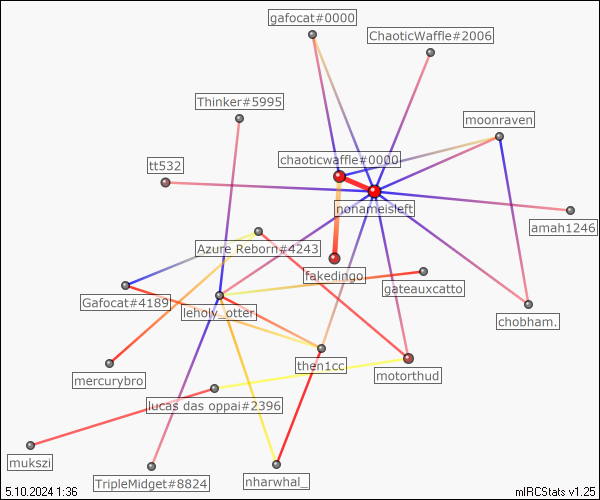 gafocat#0000
ChaoticWaffle#2006
Thinker#5995
moonraven
chaoticwaffle#0000
tt532
nonameisleft
amah1246
Azure Reborn#4243
fakedingo
gateauxcatto
Gafocat#4189
leholy_otter
chobham.
then1cc
mercurybro
motorthud
lucas das oppai#2396
mukszi
TripleMidget#8824
nharwhal_
5.10.2024 1:36
mIRCStats v1.25